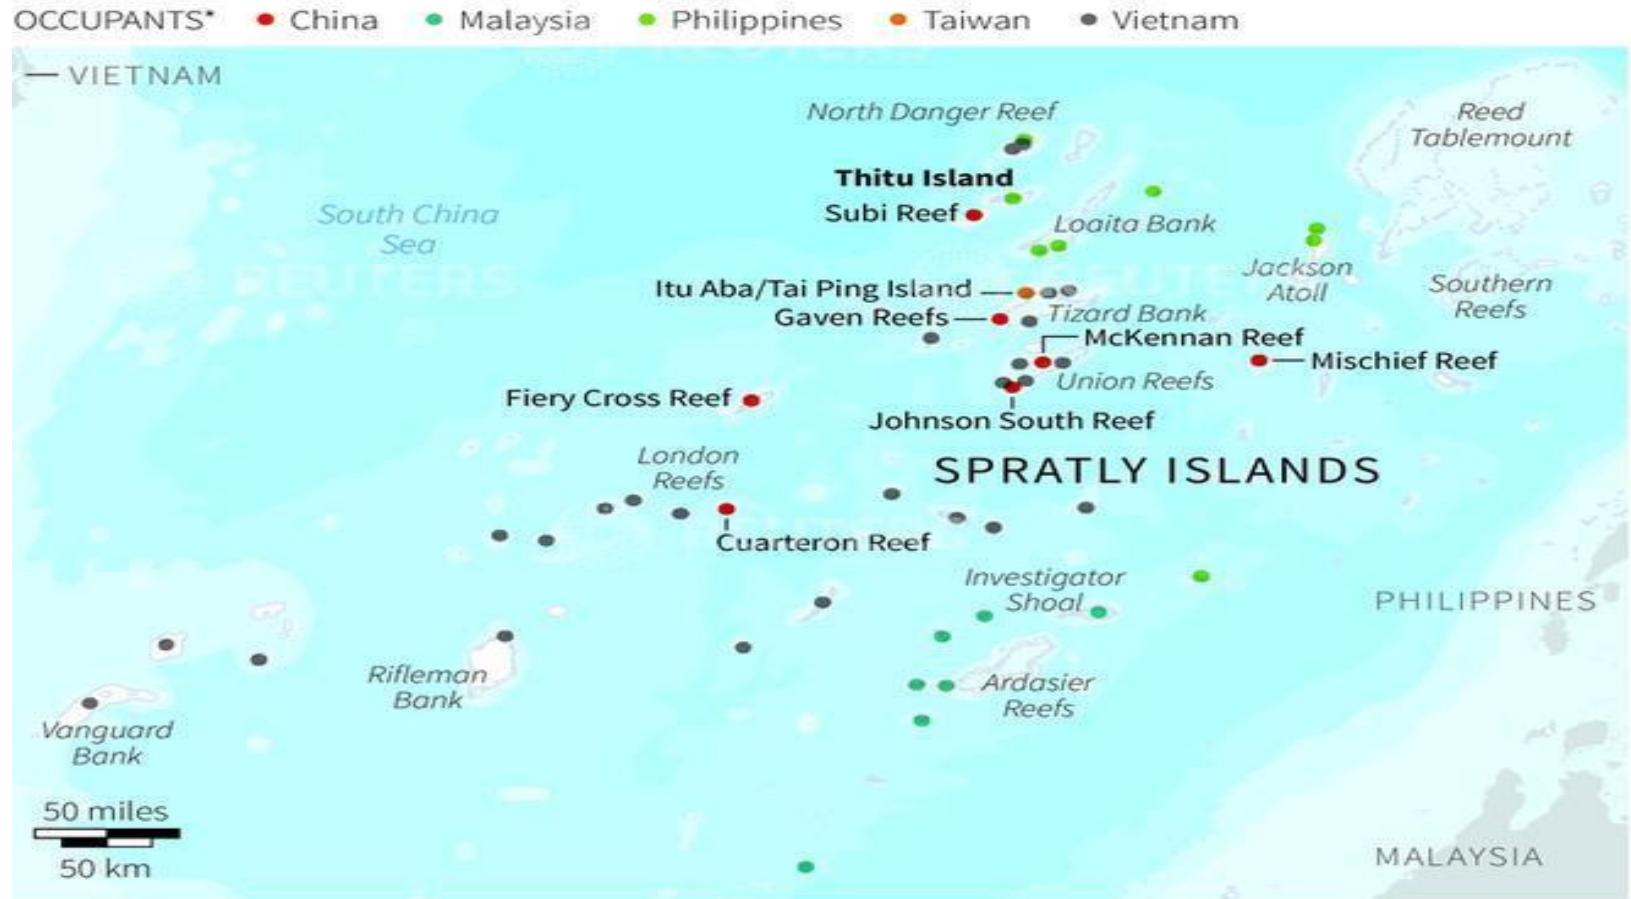 OCCUPANTS* China Malaysia Philippines Taiwan Vietnam
REUTERS
VIETNAM
North Danger Reef
Reed
Tablemount
Thitu Island
Subi Reef
South China
Sea
Loaita Bank
REUTERS
Jackson
Atoll
Southern
Reefs
Itu Aba/Tai Ping Island
Gaven Reefs
Tizard Bank
McKennan Reef
Mischief Reef
Union Reefs
Fiery Cross Reef
Johnson South Reef
London
Reefs
SPRATLY ISLANDS
Cuarteron Reef
Investigator
Shoal
PHILIPPINES
Rifleman
Bank
Ardasier
Reefs
Vanguard
Bank
50 miles
50 km
MALAYSIA